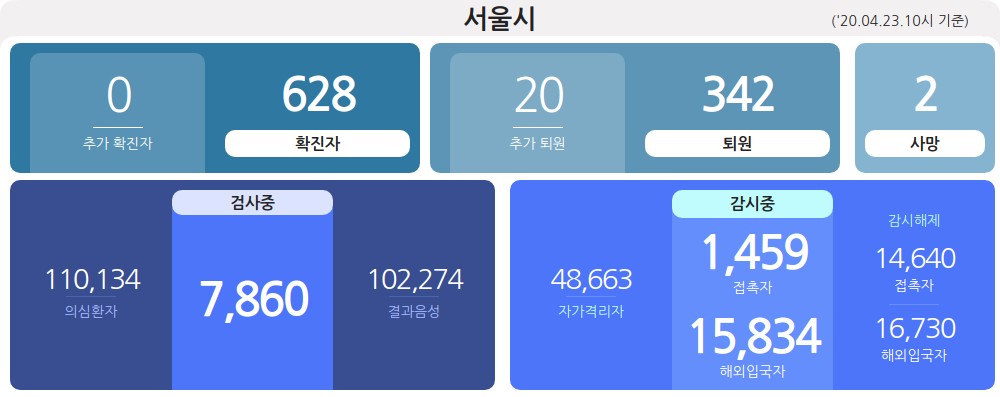 서울시
('20.04.23.10시 기준)
0
추가 확진자
628
확진자
20
추가 퇴원
342
퇴원
2
사망
110,134
의심환자
검사중
7,860
102,274
결과음성
48,663
자가격리자
감시중
1,459
접촉자
15,834
해외입국자
감시해제
14,640
접촉자
16,730
해외입국자